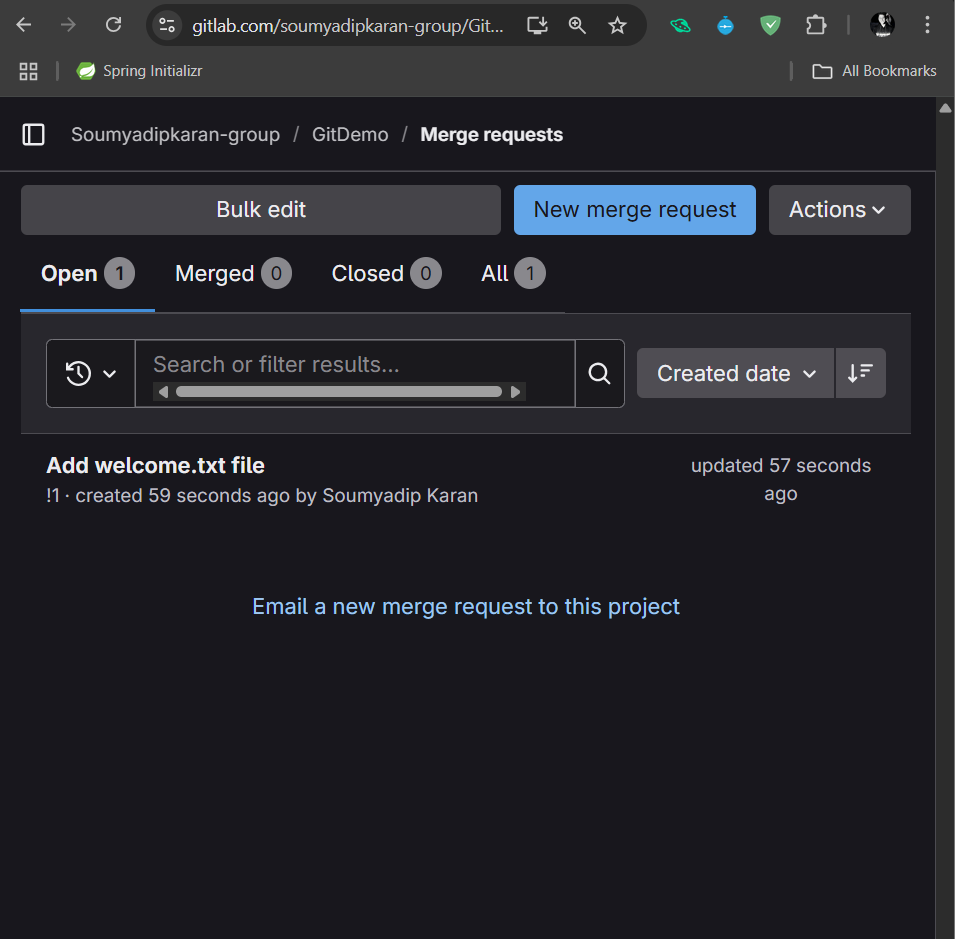 gitlab.com/soumyadipkaran-group/Git...
Spring Initializr
All Bookmarks
Soumyadipkaran-group / GitDemo / Merge requests
Bulk edit
New merge request
Actions
Open 1 Merged 0 Closed 0 All 1
Search or filter results...
Created date
Add welcome.txt file
!1 · created 59 seconds ago by Soumyadip Karan
updated 57 seconds
ago
Email a new merge request to this project